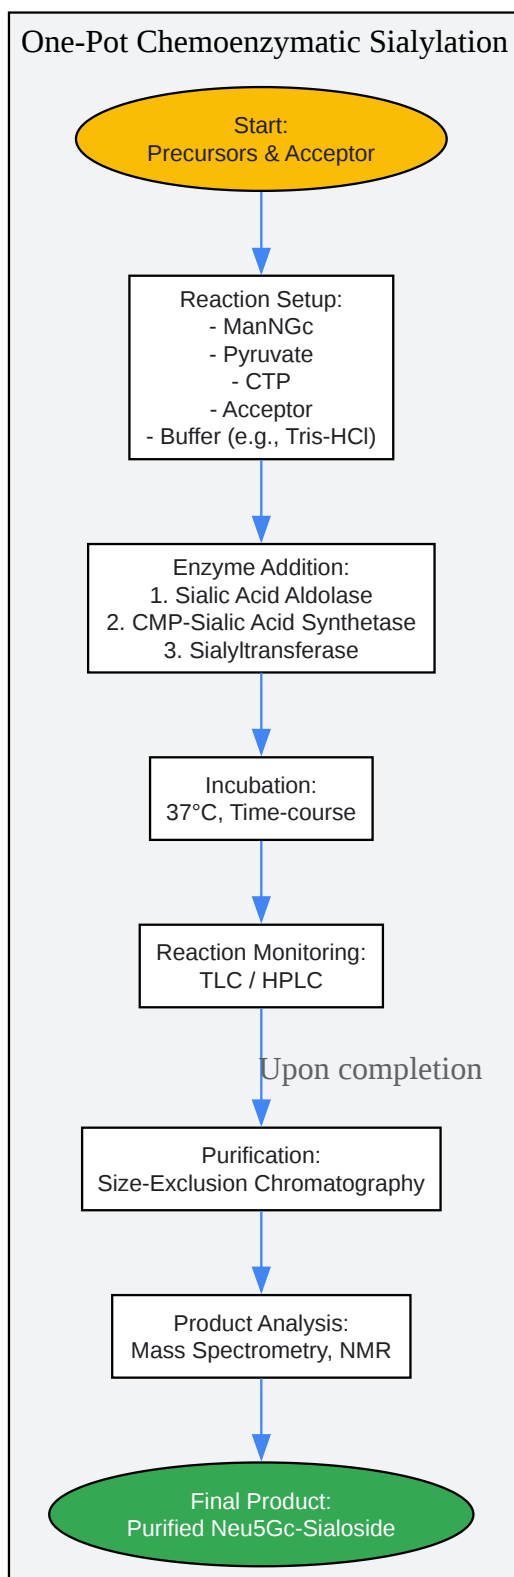 One-Pot Chemoenzymatic Sialylation
Start:
Precursors & Acceptor
Reaction Setup:
- ManNGc
- Pyruvate
- CTP
- Acceptor
- Buffer (e.g., Tris-HCl)
Enzyme Addition:
1. Sialic Acid Aldolase
2. CMP-Sialic Acid Synthetase
3. Sialyltransferase
Incubation:
37°C, Time-course
Reaction Monitoring:
TLC / HPLC
Upon completion
Purification:
Size-Exclusion Chromatography
Product Analysis:
Mass Spectrometry, NMR
Final Product:
Purified Neu5Gc-Sialoside